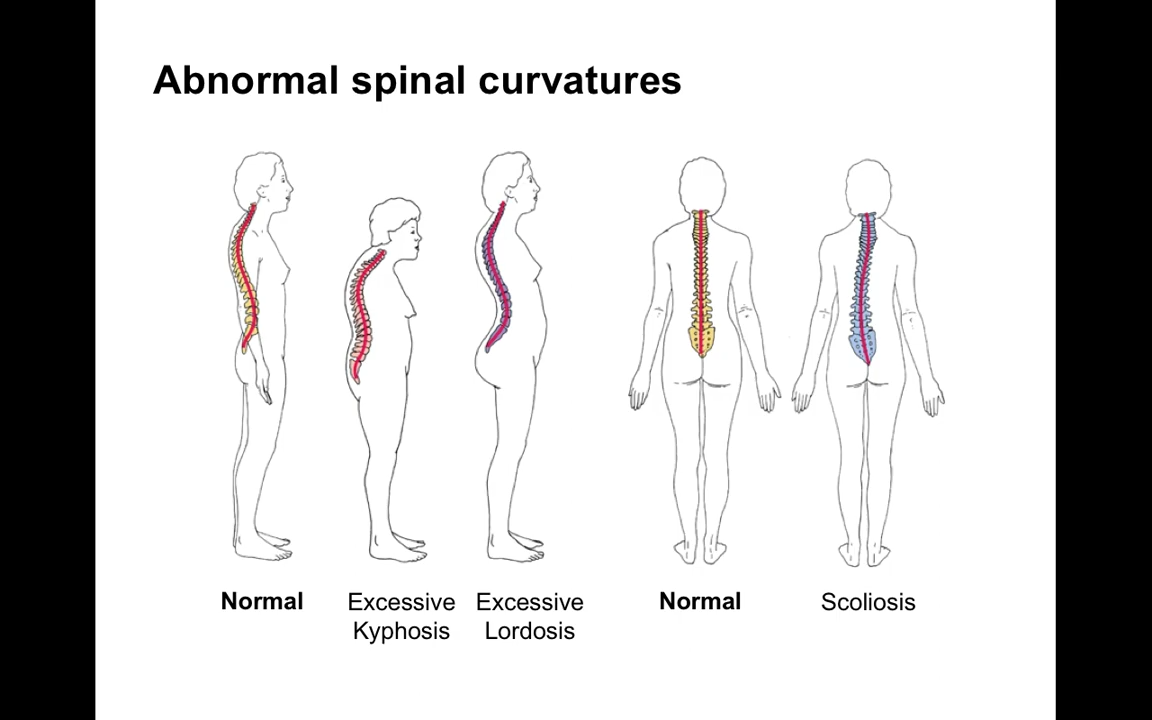 Abnormal spinal curvatures
Normal
Excessive
Kyphosis
Excessive
Lordosis
Normal
Scoliosis